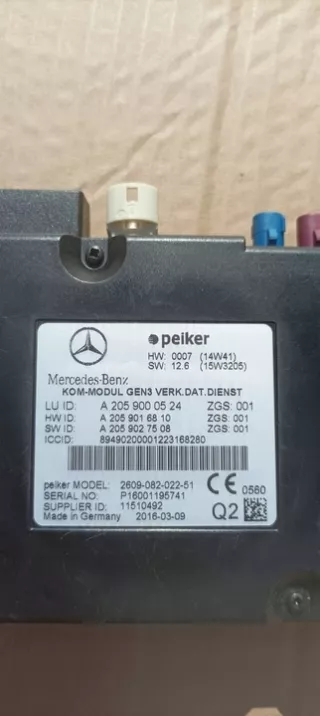 peiker
HW: 0007 (14W41)
SW: 12.6 (15W3205)
Mercedes-Benz
KOM-MODUL GEN3 VERK.DAT.DIENST
LU ID: A 205 900 05 24 ZGS: 001
HW ID: A 205 901 68 10 ZGS: 001
SW ID: A 205 902 75 08 ZGS: 001
ICCID: 89490200001223168280
peiker MODEL: 2609-082-022-51
SERIAL NO: P16001195741
SUPPLIER ID: 11510492
Made in Germany 2016-03-09
CE 0560
Q2